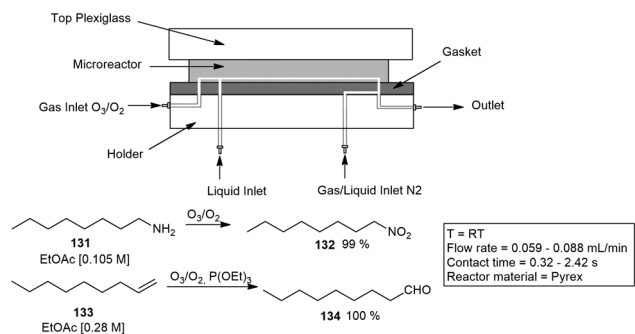 Top Plexiglass
Microreactor
Gasket
Gas Inlet O₃/O₂
Outlet
Holder
Liquid Inlet
Gas/Liquid Inlet N2
NH₂
131
EtOAc [0.105 M]
O₃/O₂
NO₂
132 99 %
133
EtOAc [0.28 M]
O₃/O₂, P(OEt)₃
CHO
134 100 %
T = RT
Flow rate = 0.059 - 0.088 mL/min
Contact time = 0.32 - 2.42 s
Reactor material = Pyrex